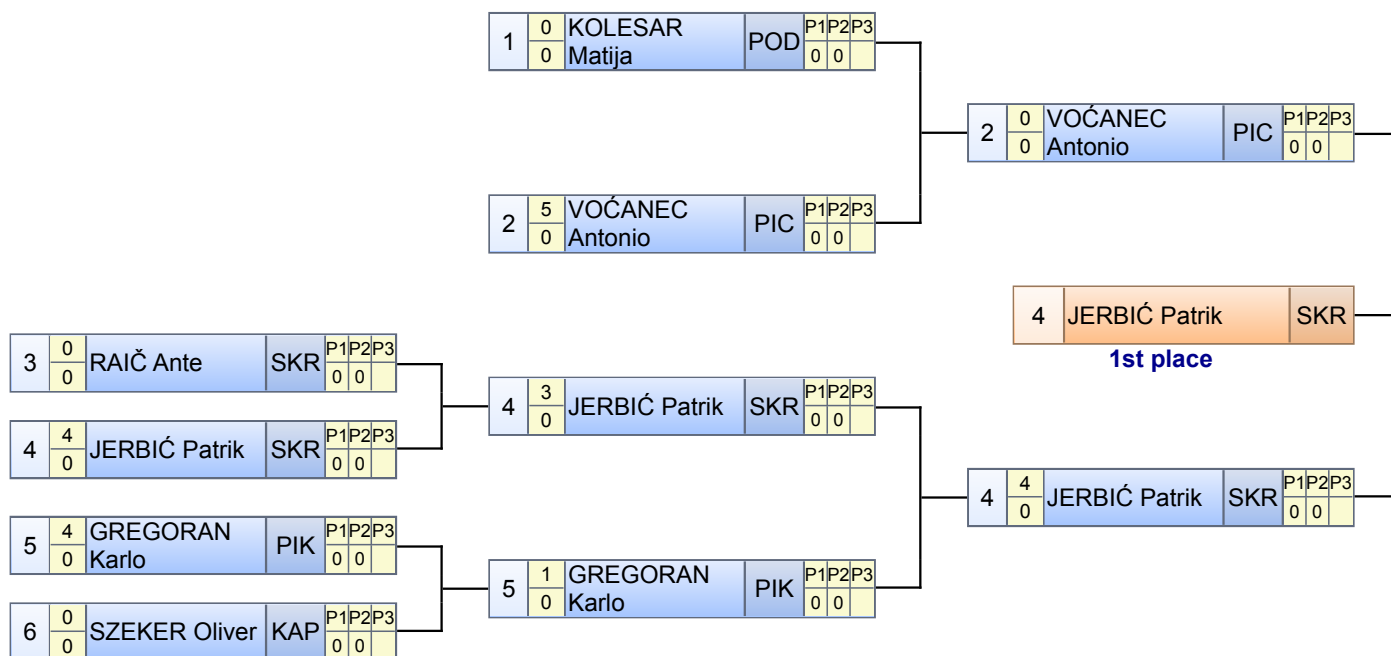 1 0 KOLESAR POD P1 P2 P3
0 Matija 0 0
2 0 VOĆANEC PIC P1 P2 P3
0 Antonio 0 0
2 5 VOĆANEC PIC P1 P2 P3
0 Antonio 0 0
4 JERBIĆ Patrik SKR
1st place
3 0 RAIČ Ante SKR P1 P2 P3
0 0 0
4 3 JERBIĆ Patrik SKR P1 P2 P3
0 0 0
4 4 JERBIĆ Patrik SKR P1 P2 P3
0 0 0
4 4 JERBIĆ Patrik SKR P1 P2 P3
0 0 0
5 4 GREGORAN PIK P1 P2 P3
0 Karlo 0 0
5 1 GREGORAN PIK P1 P2 P3
0 Karlo 0 0
6 0 SZEKER Oliver KAP P1 P2 P3
0 0 0